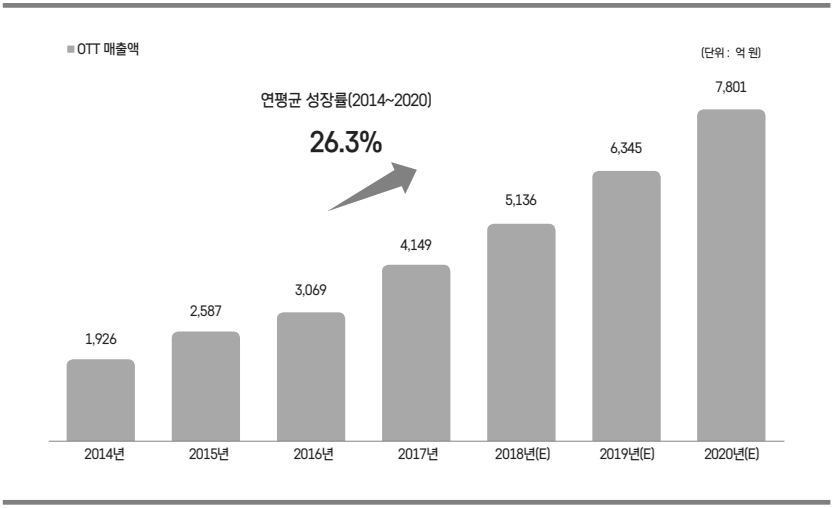 OTT 매출액
(단위 : 억 원)
연평균 성장률(2014~2020)
26.3%
1,926
2,587
3,069
4,149
5,136
6,345
7,801
2014년
2015년
2016년
2017년
2018년(E)
2019년(E)
2020년(E)